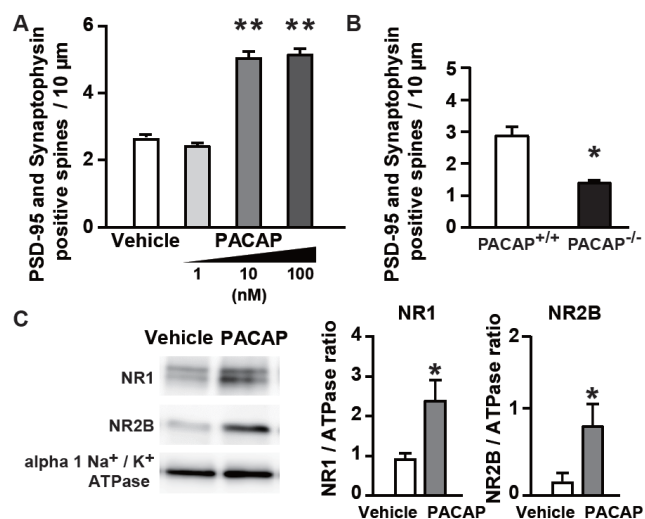 A
PSD-95 and Synaptophysin
positive spines / 10 µm
6
4
2
0
**
**
Vehicle
PACAP
1
10
100
(nM)
B
PSD-95 and Synaptophysin
positive spines / 10 µm
5
4
3
2
1
0
*
PACAP+/+
PACAP-/-
C
Vehicle PACAP
NR1
NR2B
alpha 1 Na+ / K+
ATPase
NR1
NR1 / ATPase ratio
4
3
2
1
0
*
Vehicle PACAP
NR2B
NR2B / ATPase ratio
2
1
0
*
Vehicle PACAP